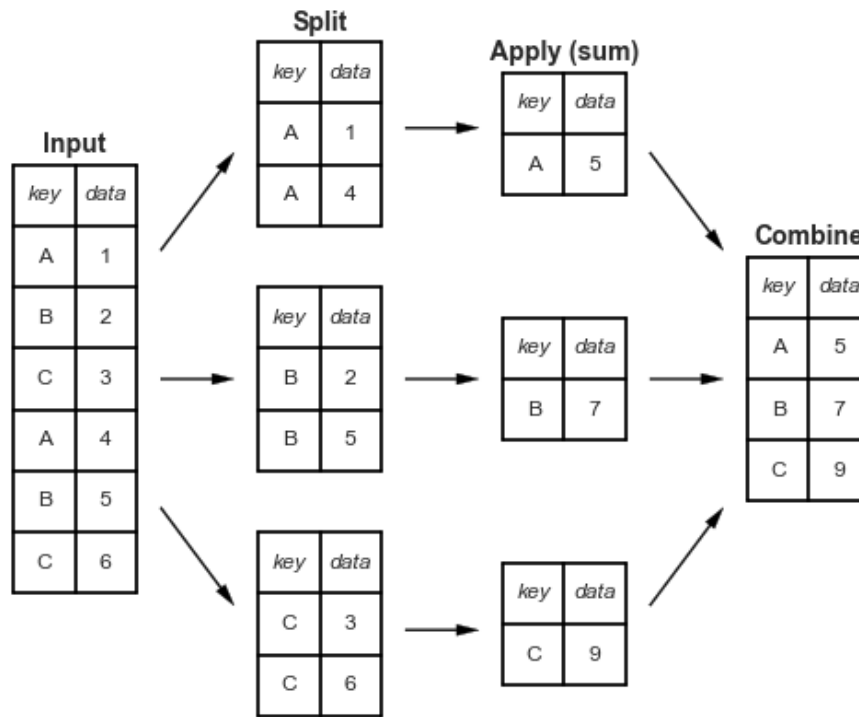 Input
key data
A 1
B 2
C 3
A 4
B 5
C 6
Split
key data
A 1
A 4
key data
B 2
B 5
key data
C 3
C 6
Apply (sum)
key data
A 5
key data
B 7
key data
C 9
Combine
key data
A 5
B 7
C 9